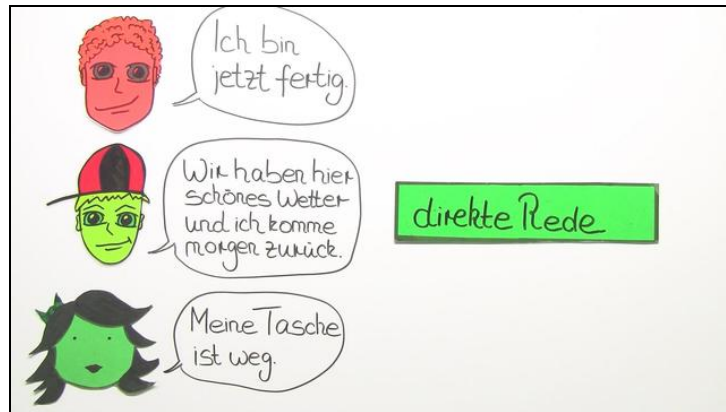 Ich bin
jetzt fertig.
Wir haben hier
schönes Wetter
und ich komme
morgen zurück.
direkte Rede
Meine Tasche
ist weg.